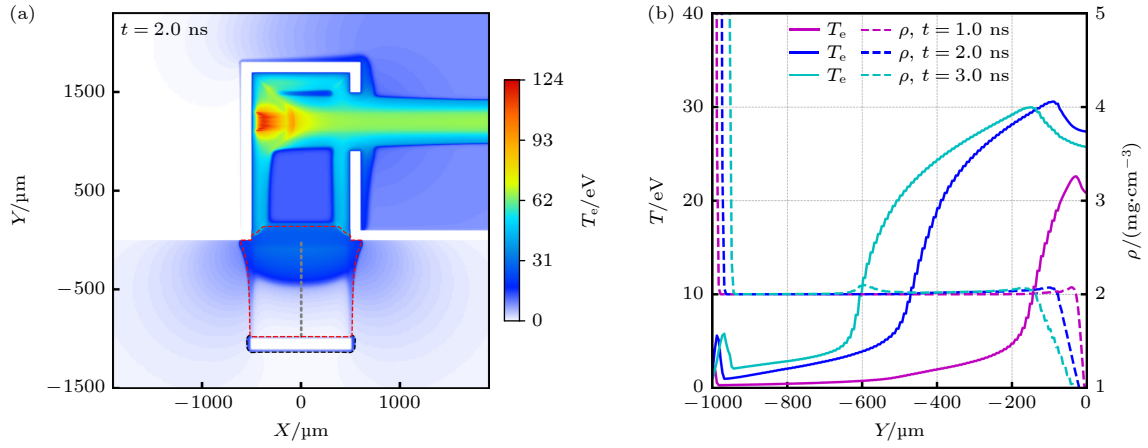 (a)
t = 2.0 ns
1500
500
−500
−1500
Y/µm
−1000
0
1000
X/µm
124
93
62
31
0
Te/eV
(b)
Te
ρ, t = 1.0 ns
Te
ρ, t = 2.0 ns
Te
ρ, t = 3.0 ns
40
30
20
10
0
T/eV
5
4
3
2
1
ρ/(mg·cm−3)
−1000
−800
−600
−400
−200
0
Y/µm